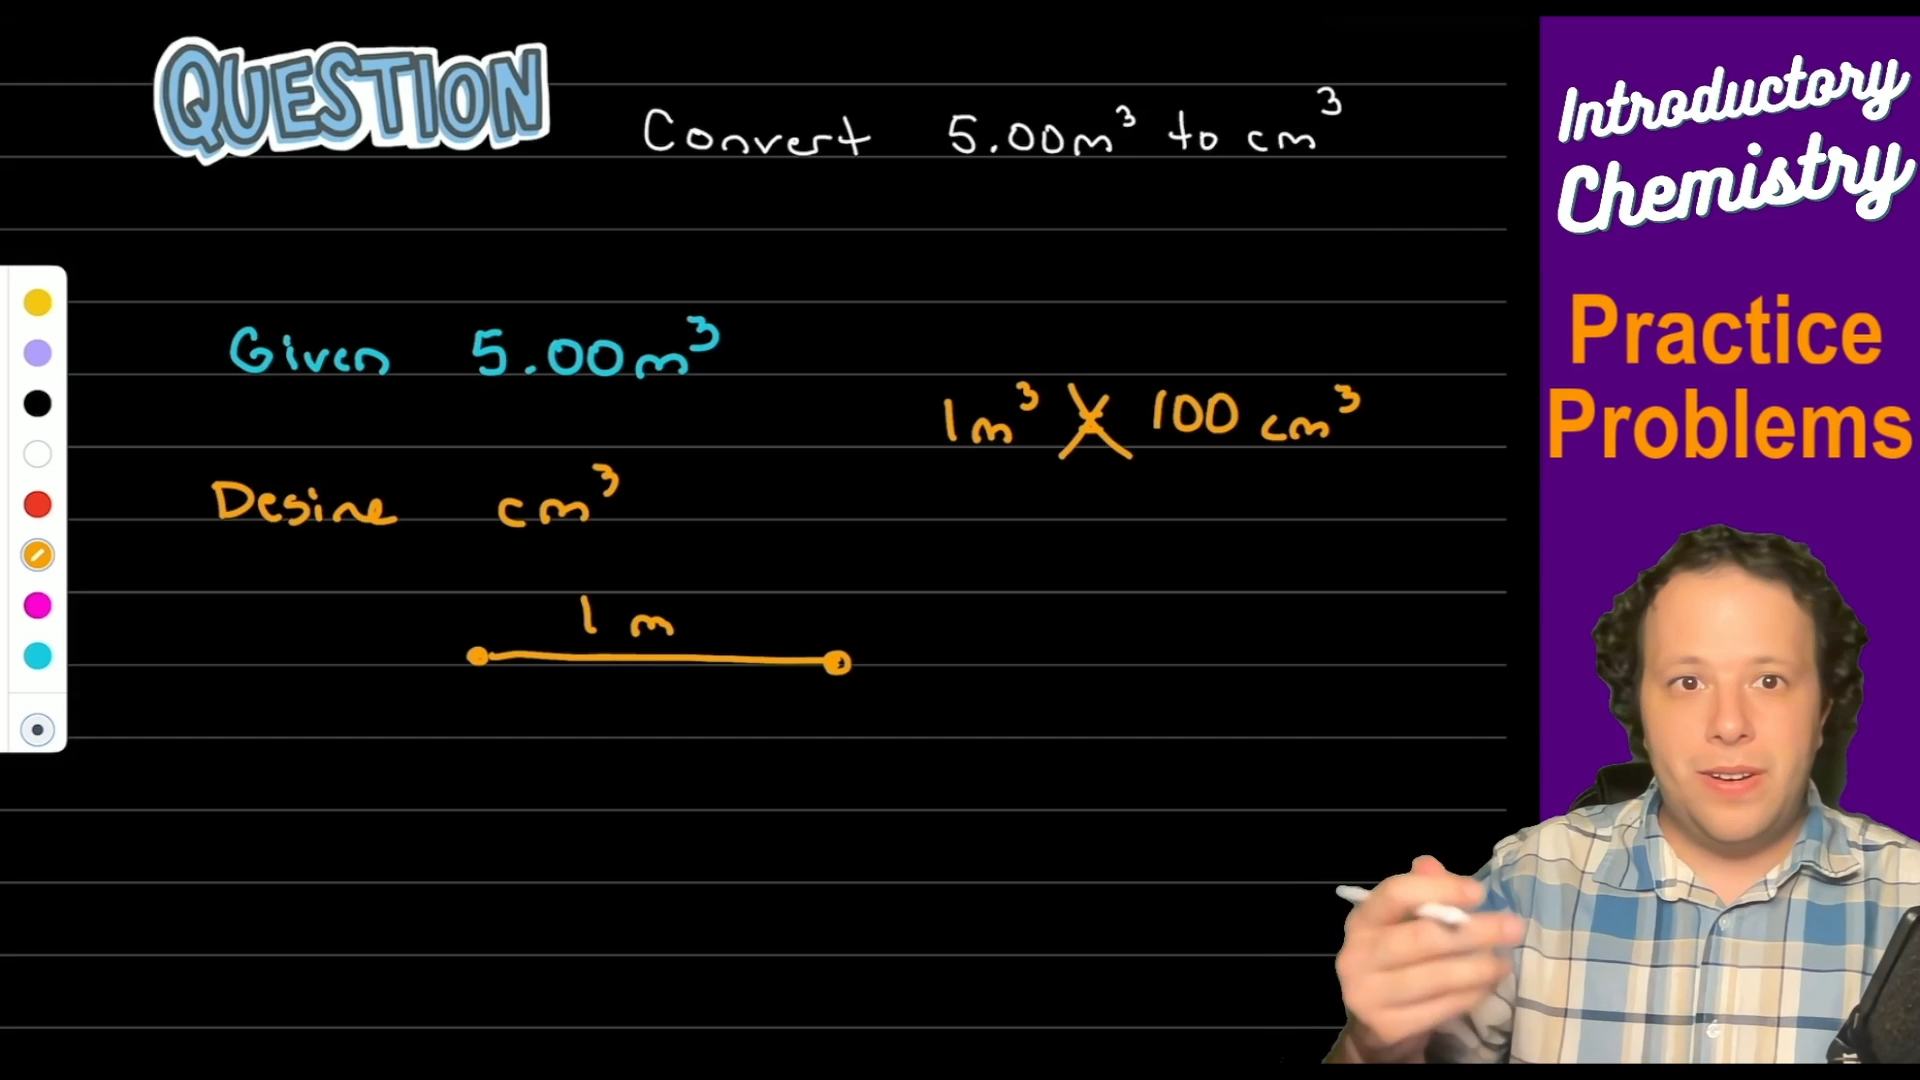 QUESTION
Convert 5.00m³ to cm³
Given 5.00m³
1m³ X 100 cm³
Desire cm³
1 m
Introductory
Chemistry
Practice
Problems